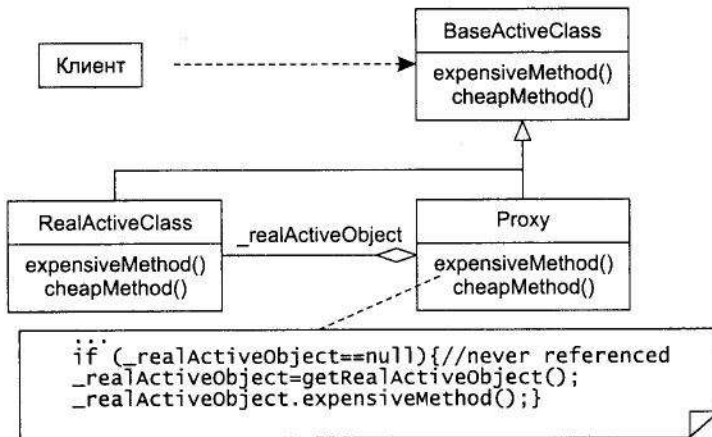 BaseActiveClass
Клиент
expensiveMethod()
cheapMethod()
RealActiveClass
_realActiveObject
Proxy
expensiveMethod()
cheapMethod()
expensiveMethod()
cheapMethod()
...
if (_realActiveObject==null){//never referenced
_realActiveObject=getRealActiveObject();
_realActiveObject.expensiveMethod();}